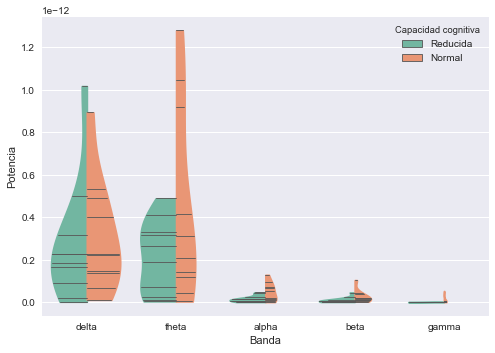 1e−12
Capacidad cognitiva
Reducida
Normal
1.2
1.0
0.8
0.6
0.4
0.2
0.0
Potencia
delta
theta
alpha
beta
gamma
Banda